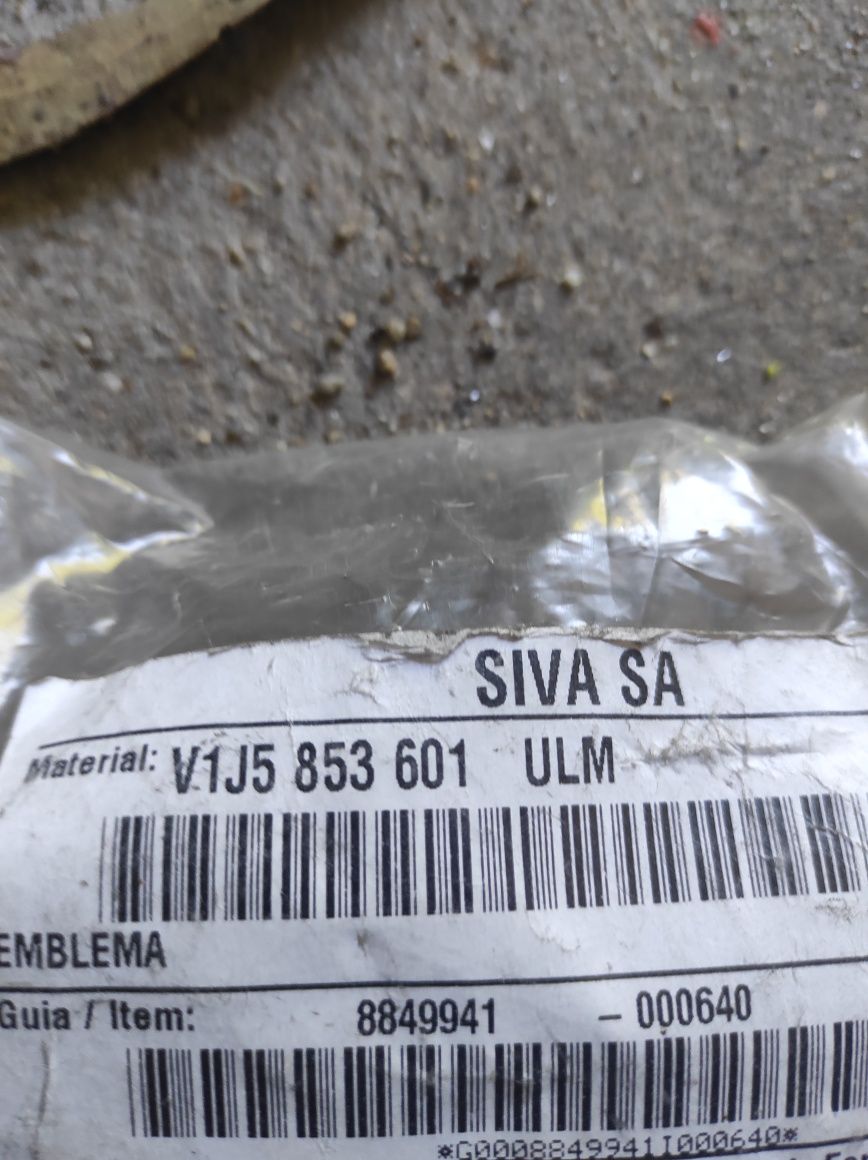 SIVA SA
Material: V1J5 853 601 ULM
EMBLEMA
Guia / Item: 8849941 - 000640
*G0008849941I000640*